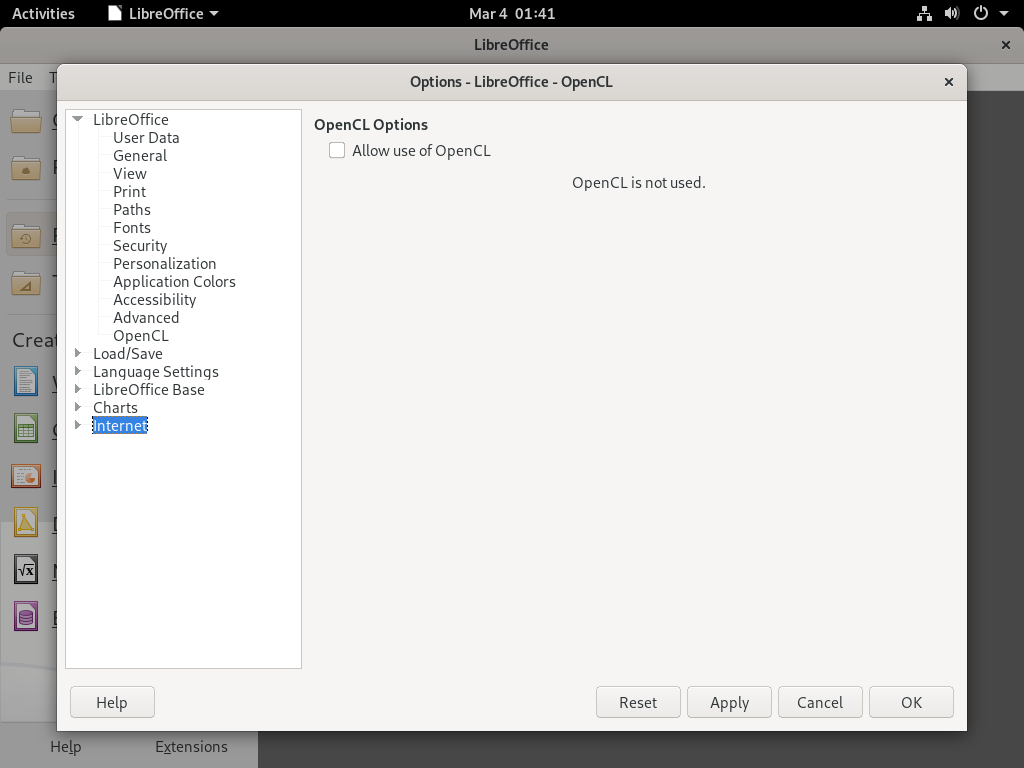 Activities
LibreOffice
Mar 4 01:41
LibreOffice
File
Options - LibreOffice - OpenCL
LibreOffice
User Data
General
View
Print
Paths
Fonts
Security
Personalization
Application Colors
Accessibility
Advanced
OpenCL
Load/Save
Language Settings
LibreOffice Base
Charts
Internet
OpenCL Options
Allow use of OpenCL
OpenCL is not used.
Help
Reset
Apply
Cancel
OK
Help
Extensions